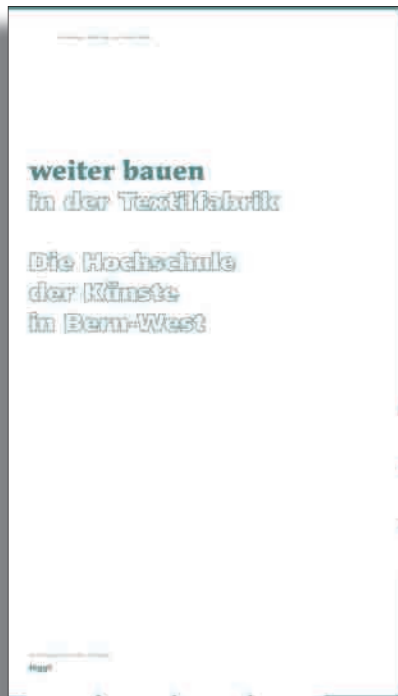 weiter bauen
in der Textilfabrik
Die Hochschule
der Künste
in Bern-West